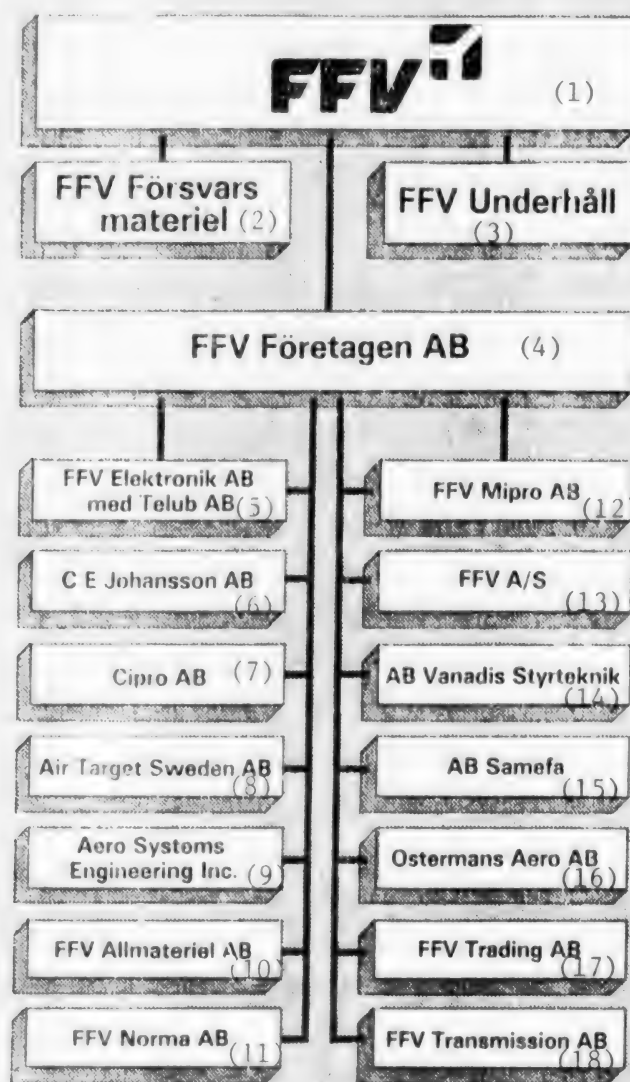 FFV (1)
FFV Försvars
materiel (2)
FFV Underhåll
(3)
FFV Företagen AB (4)
FFV Elektronik AB
med Telub AB (5)
C E Johansson AB
(6)
Cipro AB (7)
Air Target Sweden AB
(8)
Aero Systems
Engineering Inc. (9)
FFV Allmateriel AB
(10)
FFV Norma AB (11)
FFV Mipro AB
(12)
FFV A/S
(13)
AB Vanadis Styrteknik
(14)
AB Samefa
(15)
Ostermans Aero AB
(16)
FFV Trading AB
(17)
FFV Transmission AB
(18)